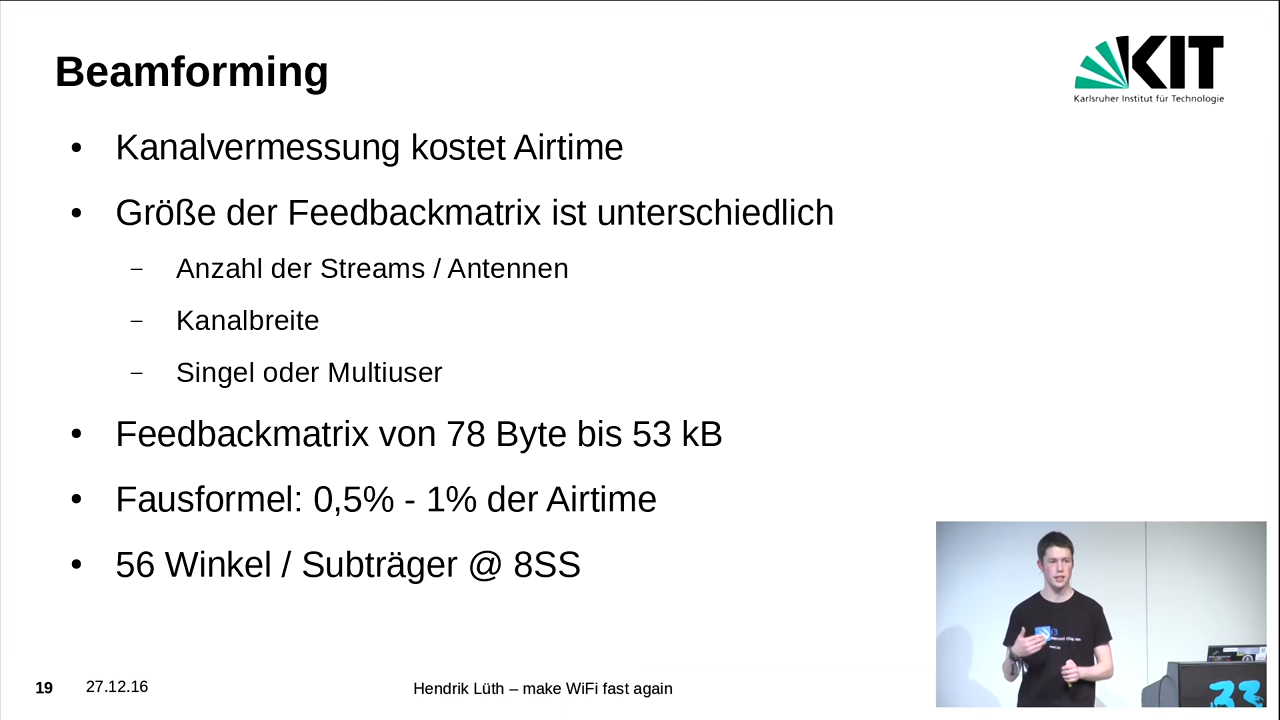 Beamforming
KIT
Karlsruher Institut für Technologie
• Kanalvermessung kostet Airtime
• Größe der Feedbackmatrix ist unterschiedlich
– Anzahl der Streams / Antennen
– Kanalbreite
– Singel oder Multiuser
• Feedbackmatrix von 78 Byte bis 53 kB
• Fausformel: 0,5% - 1% der Airtime
• 56 Winkel / Subträger @ 8SS
33
19 27.12.16 Hendrik Lüth – make WiFi fast again